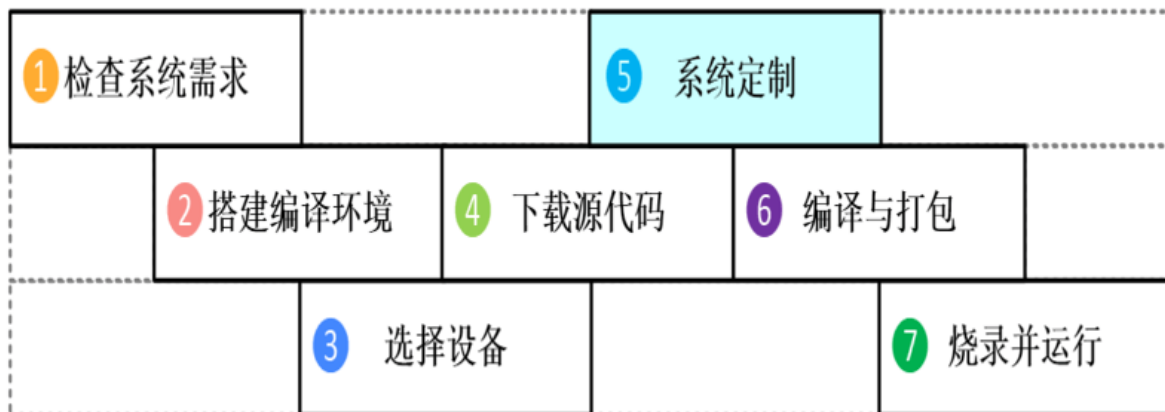 1 检查系统需求
5 系统定制
2 搭建编译环境
4 下载源代码
6 编译与打包
3 选择设备
7 烧录并运行